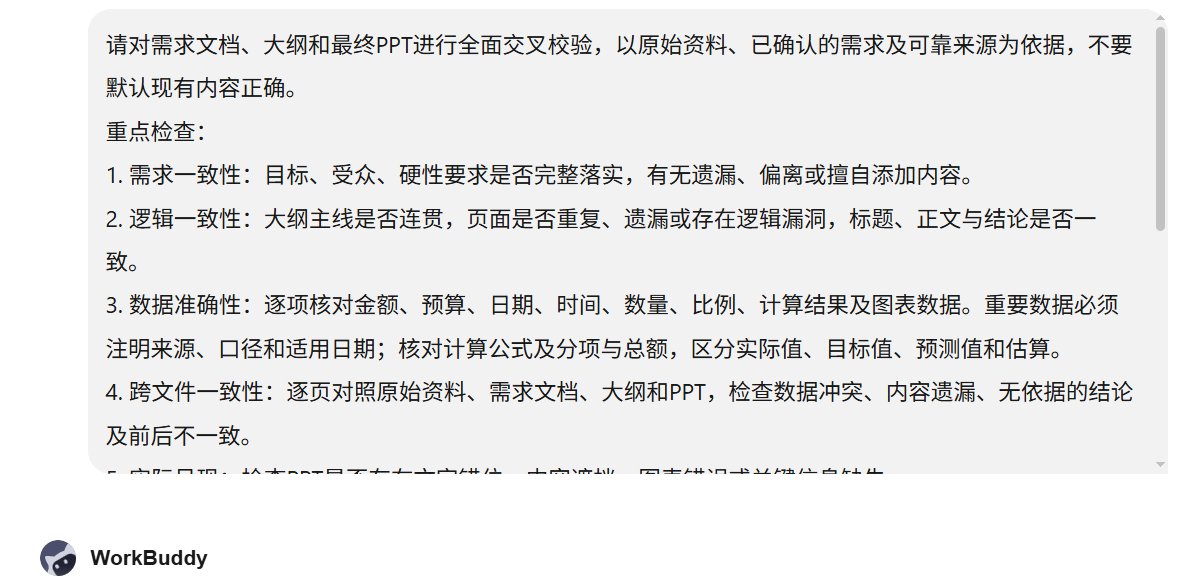 请对需求文档、大纲和最终PPT进行全面交叉校验，以原始资料、已确认的需求及可靠来源为依据，不要
默认现有内容正确。
重点检查：
1. 需求一致性：目标、受众、硬性要求是否完整落实，有无遗漏、偏离或擅自添加内容。
2. 逻辑一致性：大纲主线是否连贯，页面是否重复、遗漏或存在逻辑漏洞，标题、正文与结论是否一
致。
3. 数据准确性：逐项核对金额、预算、日期、时间、数量、比例、计算结果及图表数据。重要数据必须
注明来源、口径和适用日期；核对计算公式及分项与总额，区分实际值、目标值、预测值和估算。
4. 跨文件一致性：逐页对照原始资料、需求文档、大纲和PPT，检查数据冲突、内容遗漏、无依据的结论
及前后不一致。
WorkBuddy